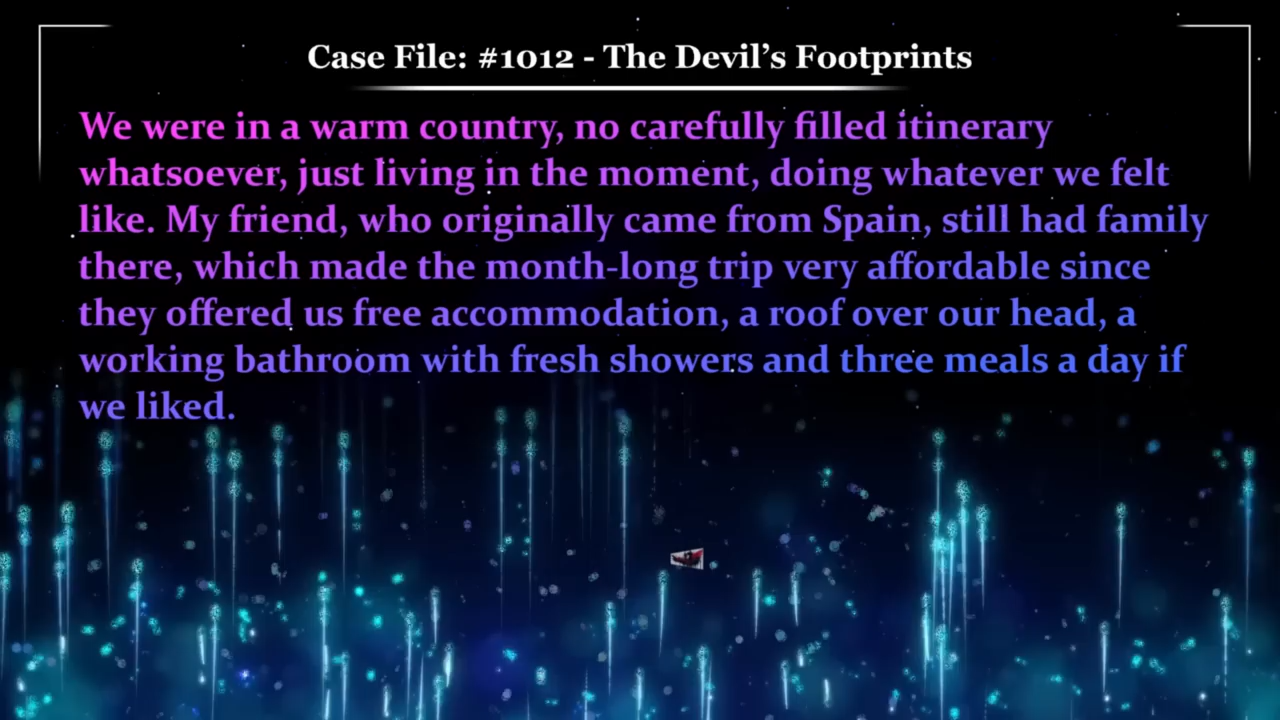 Case File: #1012 - The Devil’s Footprints
We were in a warm country, no carefully filled itinerary
whatsoever, just living in the moment, doing whatever we felt
like. My friend, who originally came from Spain, still had family
there, which made the month-long trip very affordable since
they offered us free accommodation, a roof over our head, a
working bathroom with fresh showers and three meals a day if
we liked.